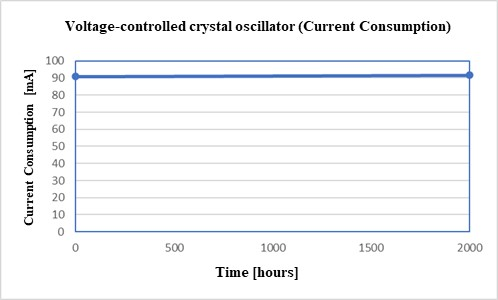 Voltage-controlled crystal oscillator (Current Consumption)
Current Consumption [mA]
100
90
80
70
60
50
40
30
20
10
0
0 500 1000 1500 2000
Time [hours]